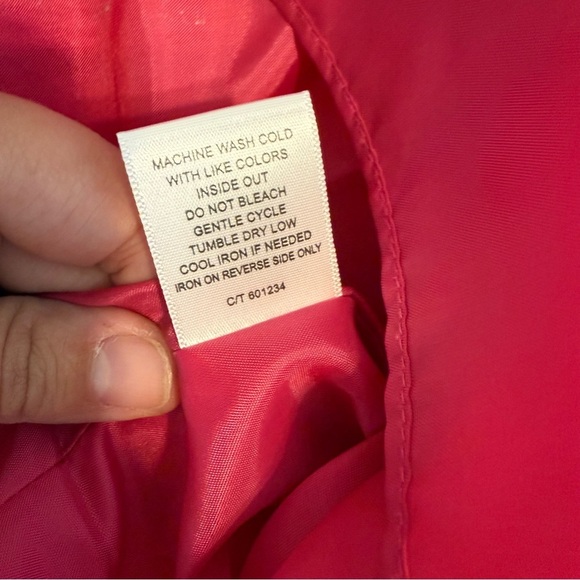 MACHINE WASH COLD
WITH LIKE COLORS
INSIDE OUT
DO NOT BLEACH
GENTLE CYCLE
TUMBLE DRY LOW
COOL IRON IF NEEDED
IRON ON REVERSE SIDE ONLY
C/T 601234